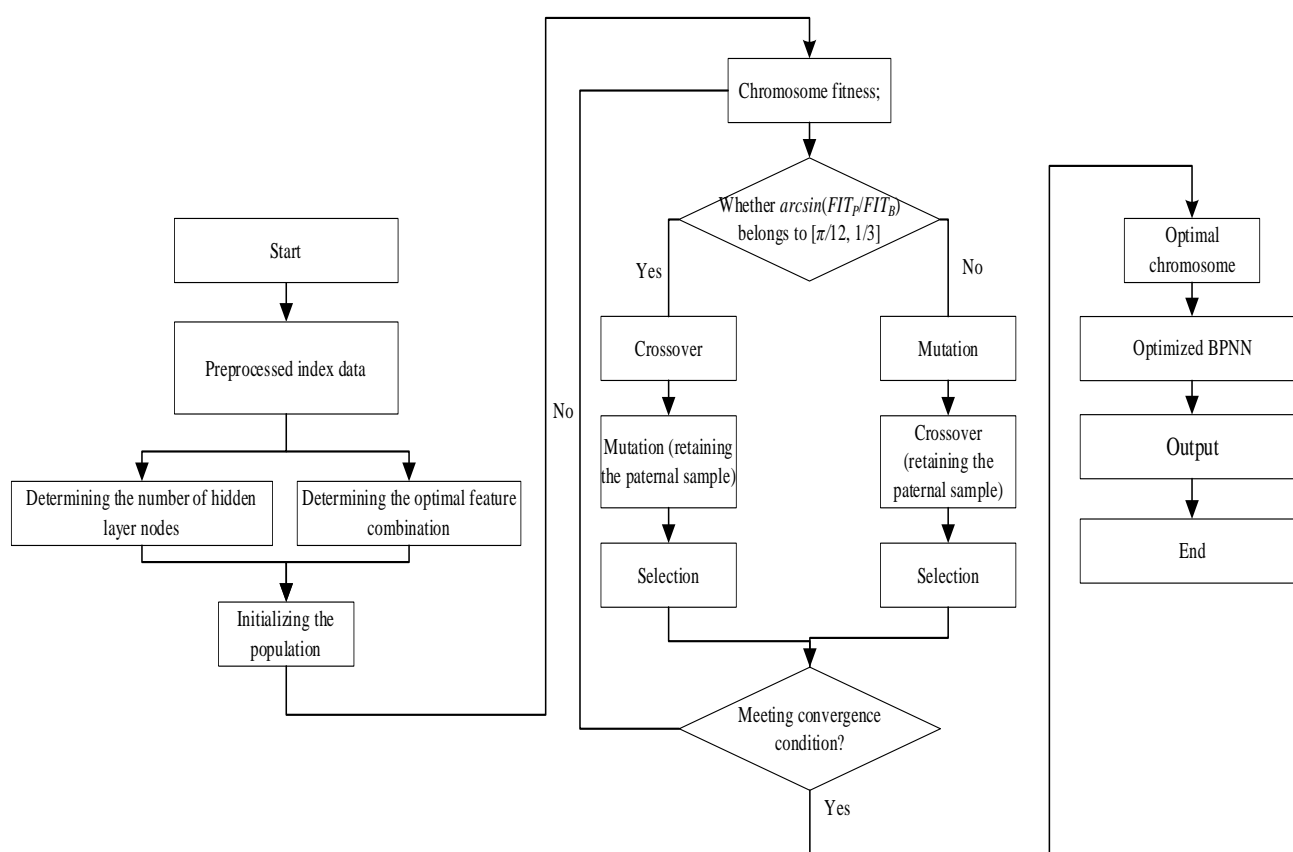 Start
Preprocessed index data
Determining the number of hidden
layer nodes
Determining the optimal feature
combination
Initializing the
population
Chromosome fitness;
Whether arcsin(FIT_P/FIT_B)
belongs to [π/12, 1/3]
Yes
No
Crossover
Mutation (retaining
the paternal sample)
Selection
Mutation
Crossover
(retaining the
paternal sample)
Selection
No
Meeting convergence
condition?
Yes
Optimal
chromosome
Optimized BPNN
Output
End